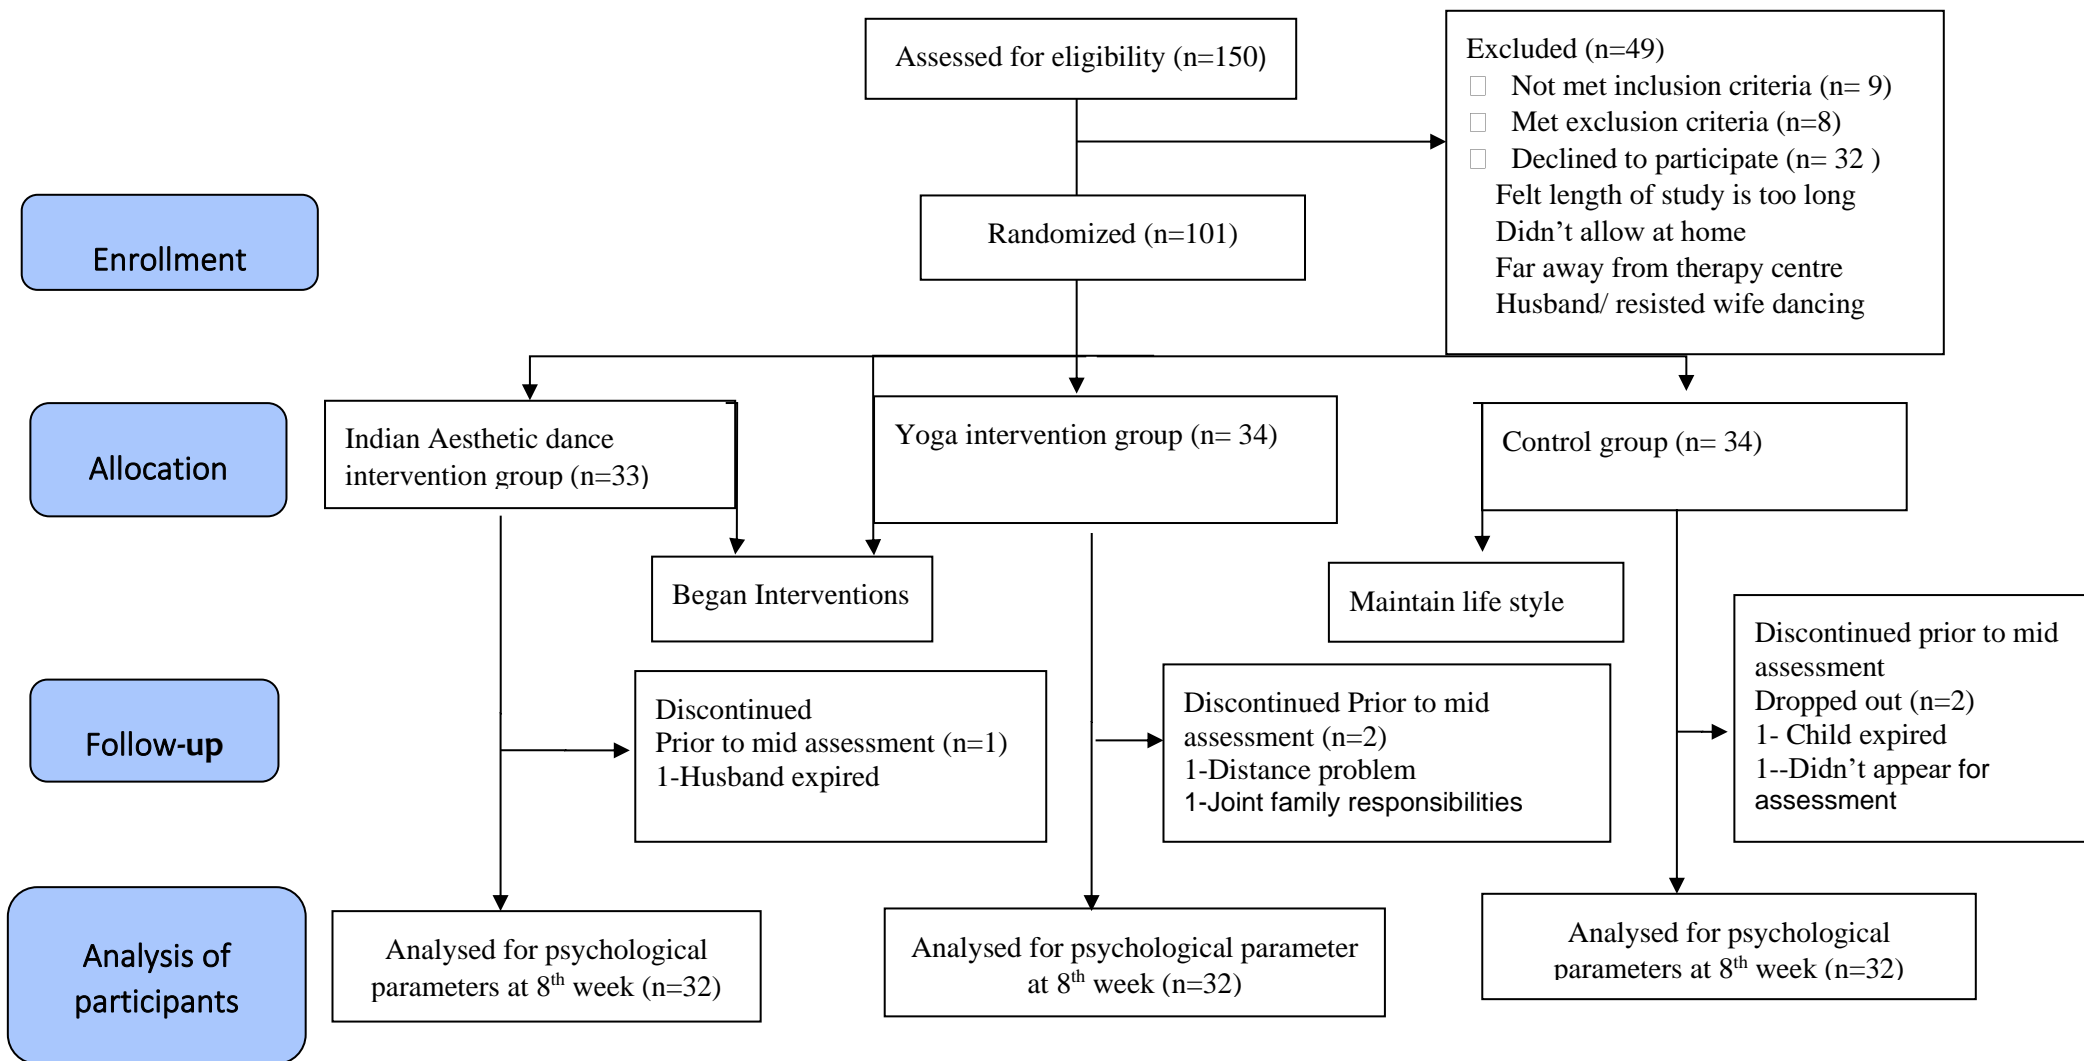 Assessed for eligibility (n=150)
Excluded (n=49)
Not met inclusion criteria (n= 9)
Met exclusion criteria (n=8)
Declined to participate (n= 32 )
Felt length of study is too long
Didn’t allow at home
Far away from therapy centre
Husband/ resisted wife dancing
Enrollment
Randomized (n=101)
Allocation
Indian Aesthetic dance
intervention group (n=33)
Yoga intervention group (n= 34)
Control group (n= 34)
Began Interventions
Maintain life style
Follow-up
Discontinued
Prior to mid assessment (n=1)
1-Husband expired
Discontinued Prior to mid
assessment (n=2)
1-Distance problem
1-Joint family responsibilities
Discontinued prior to mid
assessment
Dropped out (n=2)
1- Child expired
1--Didn’t appear for
assessment
Analysis of
participants
Analysed for psychological
parameters at 8th week (n=32)
Analysed for psychological parameter
at 8th week (n=32)
Analysed for psychological
parameters at 8th week (n=32)